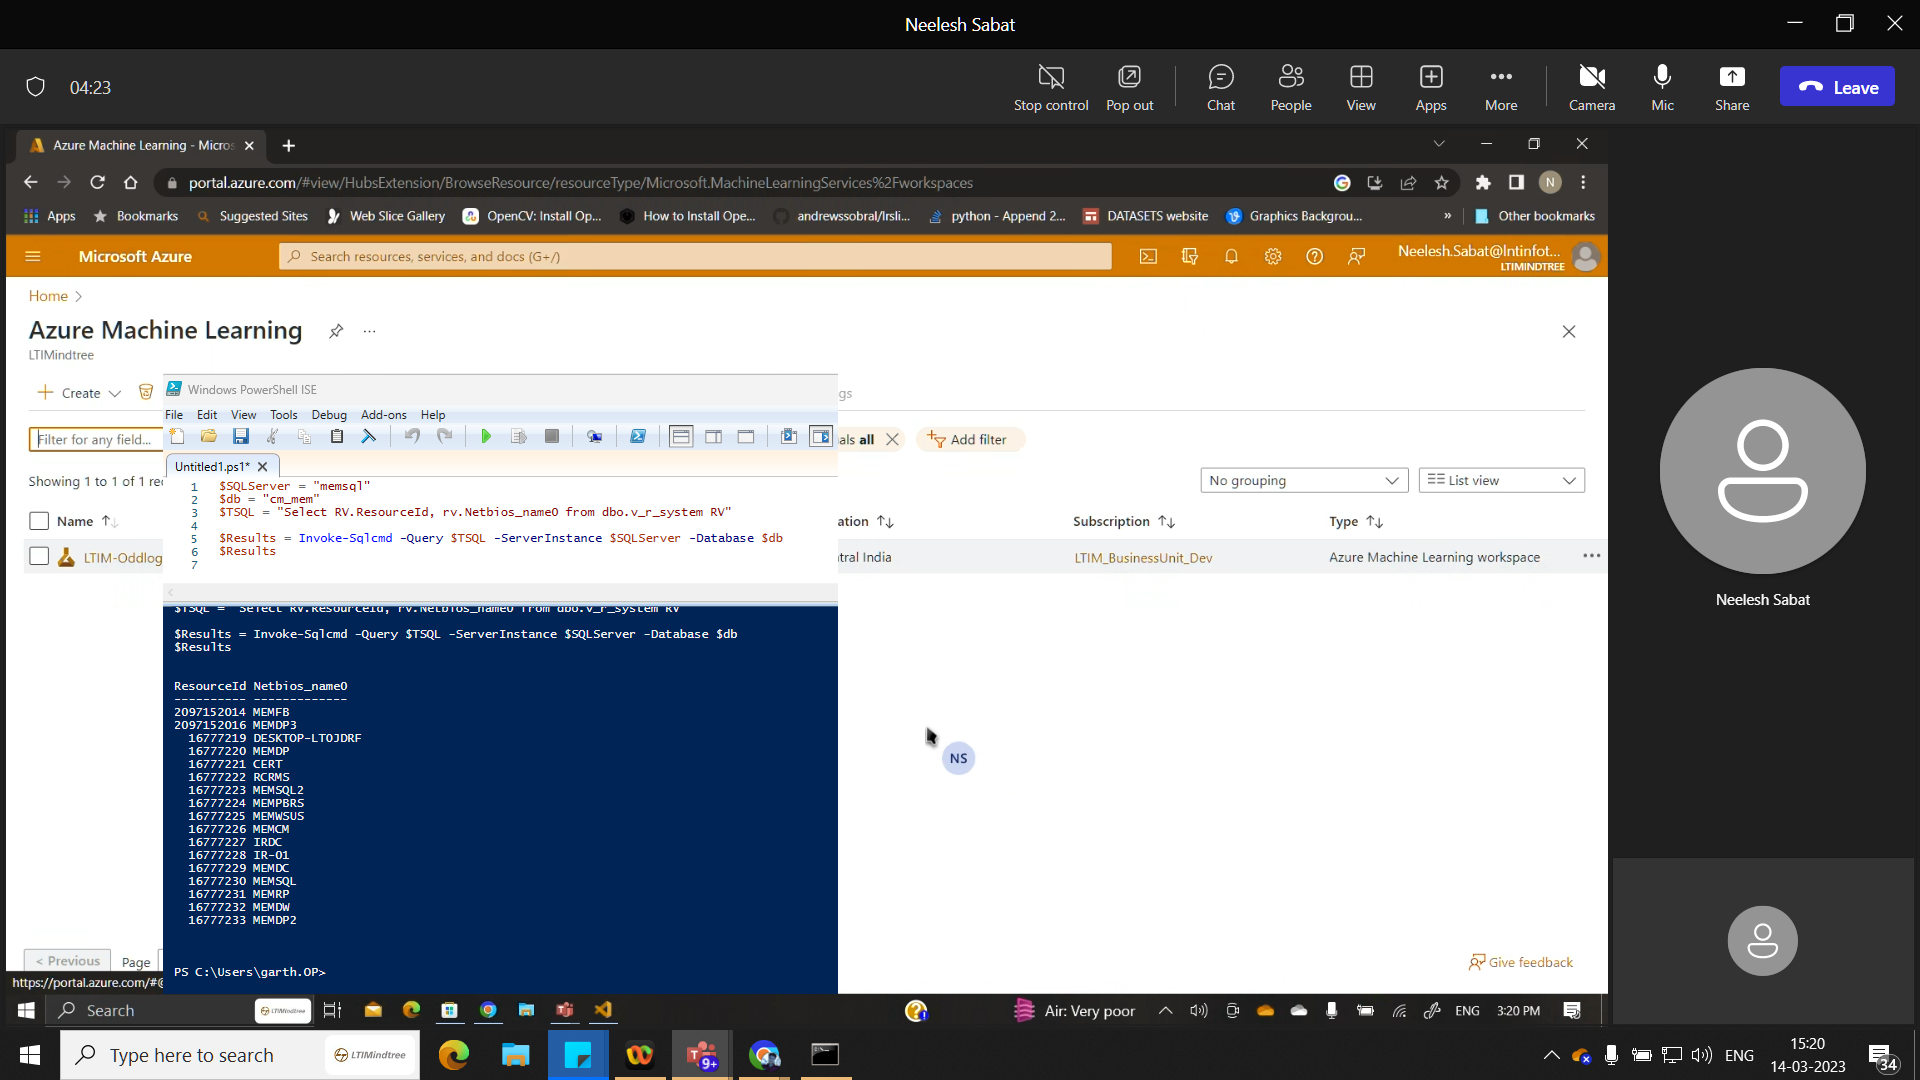 Neelesh Sabat
04:23
Stop control
Pop out
Chat
People
View
Apps
More
Camera
Mic
Share
Leave
Azure Machine Learning - Micros
portal.azure.com/#view/HubsExtension/BrowseResource/resourceType/Microsoft.MachineLearningServices%2Fworkspaces
N
Apps
Bookmarks
Suggested Sites
Web Slice Gallery
OpenCV: Install Op...
How to Install Ope...
andrewssobral/lrsli...
python - Append 2...
DATASETS website
Graphics Backgrou...
»
Other bookmarks
Microsoft Azure
Search resources, services, and docs (G+/)
Neelesh.Sabat@lntinfot...
LTIMINDTREE
Home >
Azure Machine Learning
LTIMindtree
Create
gs
Filter for any field...
als all
Add filter
Showing 1 to 1 of 1 rec
No grouping
List view
Name
ation
Subscription
Type
LTIM-Oddlog
ntral India
LTIM_BusinessUnit_Dev
Azure Machine Learning workspace
Windows PowerShell ISE
File Edit View Tools Debug Add-ons Help
Untitled1.ps1*
1 $SQLServer = "memsql"
2 $db = "cm_mem"
3 $TSQL = "Select RV.ResourceId, rv.Netbios_name0 from dbo.v_r_system RV"
4
5 $Results = Invoke-Sqlcmd -Query $TSQL -ServerInstance $SQLServer -Database $db
6 $Results
7
$TSQL = "Select RV.ResourceId, rv.Netbios_name0 from dbo.v_r_system RV"
$Results = Invoke-Sqlcmd -Query $TSQL -ServerInstance $SQLServer -Database $db
$Results
ResourceId Netbios_name0
---------- -------------
2097152014 MEMFB
2097152016 MEMDP3
16777219 DESKTOP-LT0JDRF
16777220 MEMDP
16777221 CERT
16777222 RCRMS
16777223 MEMSQL2
16777224 MEMPBRS
16777225 MEMWSUS
16777226 MEMCM
16777227 IRDC
16777228 IR-01
16777229 MEMDC
16777230 MEMSQL
16777231 MEMRP
16777232 MEMDW
16777233 MEMDP2
PS C:\Users\garth.OP>
NS
Neelesh Sabat
< Previous
Page
Give feedback
https://portal.azure.com/#@
Search
LTIMindtree
Air: Very poor
ENG
3:20 PM
Type here to search
LTIMindtree
9+
ENG
15:20
14-03-2023
34